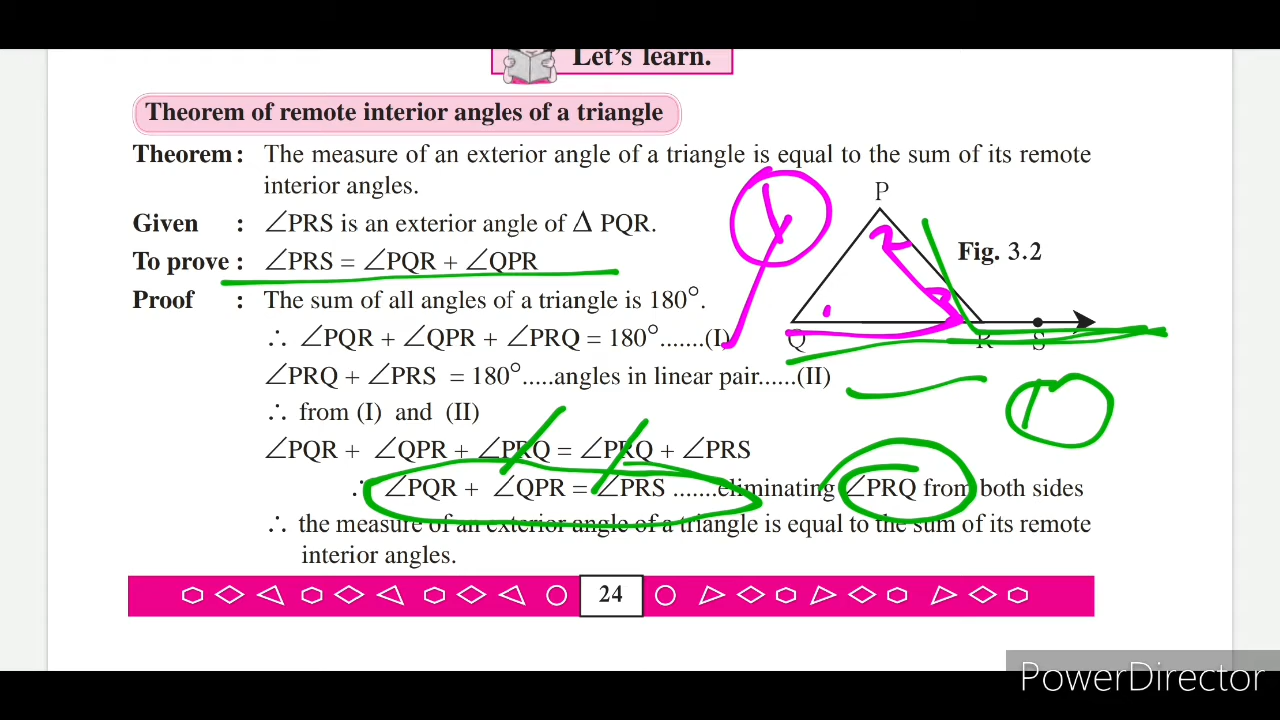 Let's learn.
Theorem of remote interior angles of a triangle
Theorem : The measure of an exterior angle of a triangle is equal to the sum of its remote
interior angles.
Given : ∠PRS is an exterior angle of Δ PQR.
To prove : ∠PRS = ∠PQR + ∠QPR
Proof : The sum of all angles of a triangle is 180°.
∴ ∠PQR + ∠QPR + ∠PRQ = 180°.......(I)
∠PRQ + ∠PRS = 180°.....angles in linear pair......(II)
∴ from (I) and (II)
∠PQR + ∠QPR + ∠PRQ = ∠PRQ + ∠PRS
∴ ∠PQR + ∠QPR = ∠PRS .......eliminating ∠PRQ from both sides
∴ the measure of an exterior angle of a triangle is equal to the sum of its remote
interior angles.
P
Fig. 3.2
Q R S
24
PowerDirector